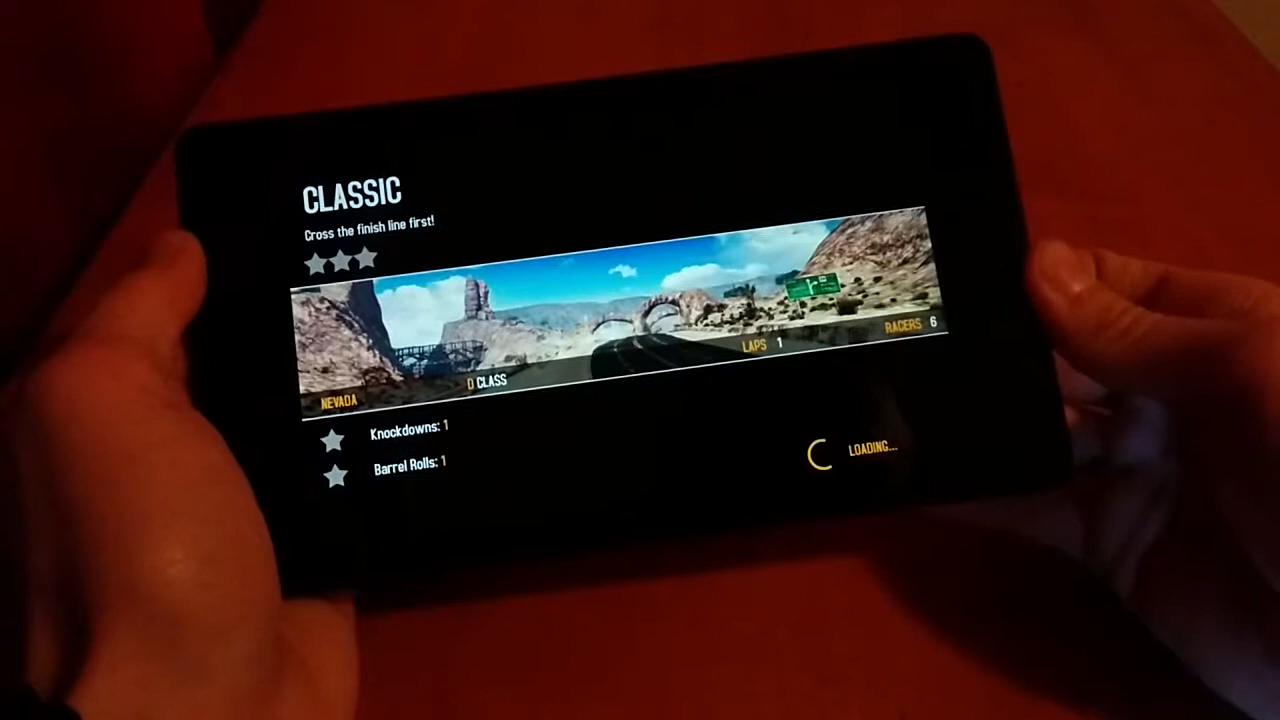 CLASSIC
Cross the finish line first!
NEVADA
D CLASS
LAPS 1
RACERS 6
Knockdowns: 1
Barrel Rolls: 1
LOADING...